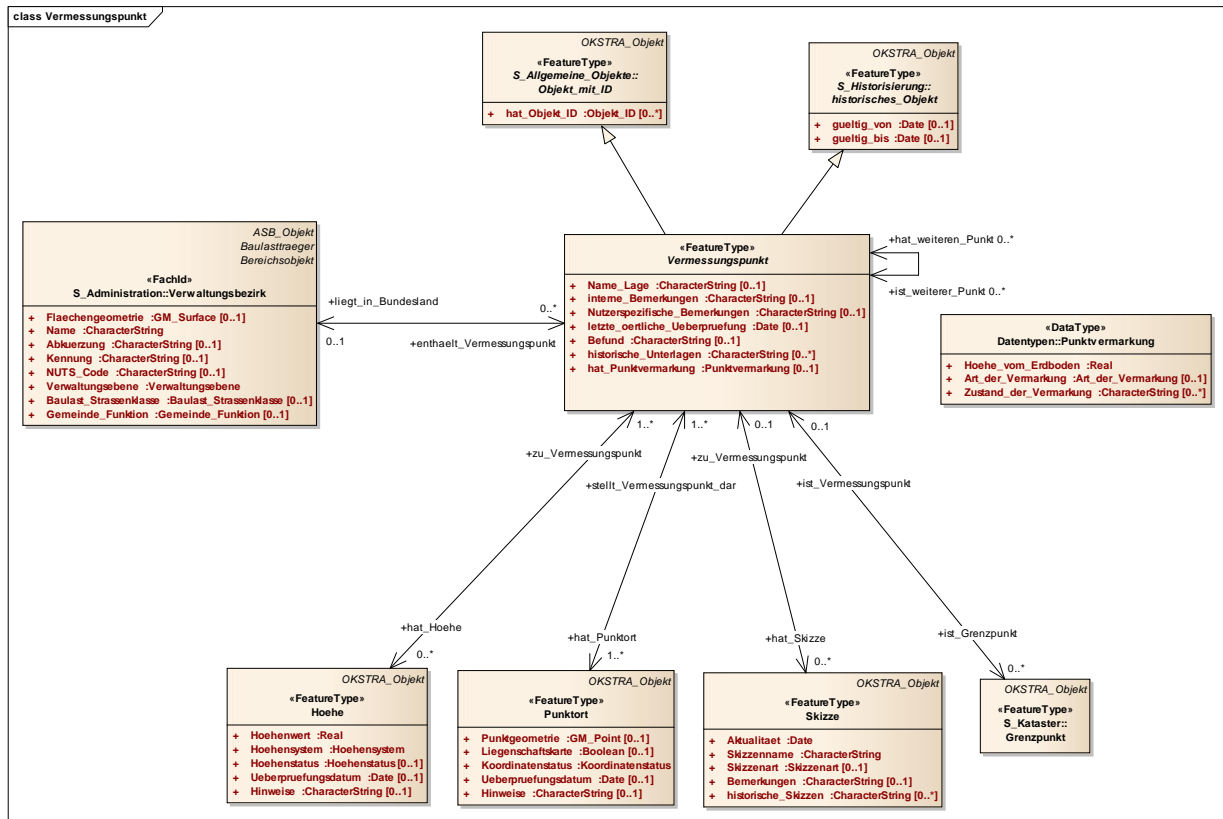 class Vermessungspunkt
OKSTRA_Objekt
«FeatureType»
S_Allgemeine_Objekte::
Objekt_mit_ID
+ hat_Objekt_ID :Objekt_ID [0..*]
OKSTRA_Objekt
«FeatureType»
S_Historisierung::
historisches_Objekt
+ gueltig_von :Date [0..1]
+ gueltig_bis :Date [0..1]
ASB_Objekt
Baulasttraeger
Bereichsobjekt
«FachId»
S_Administration::Verwaltungsbezirk
+ Flaechengeometrie :GM_Surface [0..1]
+ Name :CharacterString
+ Abkuerzung :CharacterString [0..1]
+ Kennung :CharacterString [0..1]
+ NUTS_Code :CharacterString [0..1]
+ Verwaltungsebene :Verwaltungsebene
+ Baulast_Strassenklasse :Baulast_Strassenklasse [0..1]
+ Gemeinde_Funktion :Gemeinde_Funktion [0..1]
+liegt_in_Bundesland
0..1
0..*
+enthaelt_Vermessungspunkt
«FeatureType»
Vermessungspunkt
+ Name_Lage :CharacterString [0..1]
+ interne_Bemerkungen :CharacterString [0..1]
+ Nutzerspezifische_Bemerkungen :CharacterString [0..1]
+ letzte_oertliche_Ueberpruefung :Date [0..1]
+ Befund :CharacterString [0..1]
+ historische_Unterlagen :CharacterString [0..*]
+ hat_Punktvermarkung :Punktvermarkung [0..1]
+hat_weiteren_Punkt 0..*
+ist_weiterer_Punkt 0..*
«DataType»
Datentypen::Punktvermarkung
+ Hoehe_vom_Erdboden :Real
+ Art_der_Vermarkung :Art_der_Vermarkung [0..1]
+ Zustand_der_Vermarkung :CharacterString [0..*]
1..*
1..*
0..1
0..1
+zu_Vermessungspunkt
+stellt_Vermessungspunkt_dar
+zu_Vermessungspunkt
+ist_Vermessungspunkt
+hat_Hoehe
0..*
+hat_Punktort
1..*
+hat_Skizze
0..*
+ist_Grenzpunkt
0..*
OKSTRA_Objekt
«FeatureType»
Hoehe
+ Hoehenwert :Real
+ Hoehensystem :Hoehensystem
+ Hoehenstatus :Hoehenstatus [0..1]
+ Ueberpruefungsdatum :Date [0..1]
+ Hinweise :CharacterString [0..1]
OKSTRA_Objekt
«FeatureType»
Punktort
+ Punktgeometrie :GM_Point [0..1]
+ Liegenschaftskarte :Boolean [0..1]
+ Koordinatenstatus :Koordinatenstatus
+ Ueberpruefungsdatum :Date [0..1]
+ Hinweise :CharacterString [0..1]
OKSTRA_Objekt
«FeatureType»
Skizze
+ Aktualitaet :Date
+ Skizzenname :CharacterString
+ Skizzenart :Skizzenart [0..1]
+ Bemerkungen :CharacterString [0..1]
+ historische_Skizzen :CharacterString [0..*]
OKSTRA_Objekt
«FeatureType»
S_Kataster::
Grenzpunkt